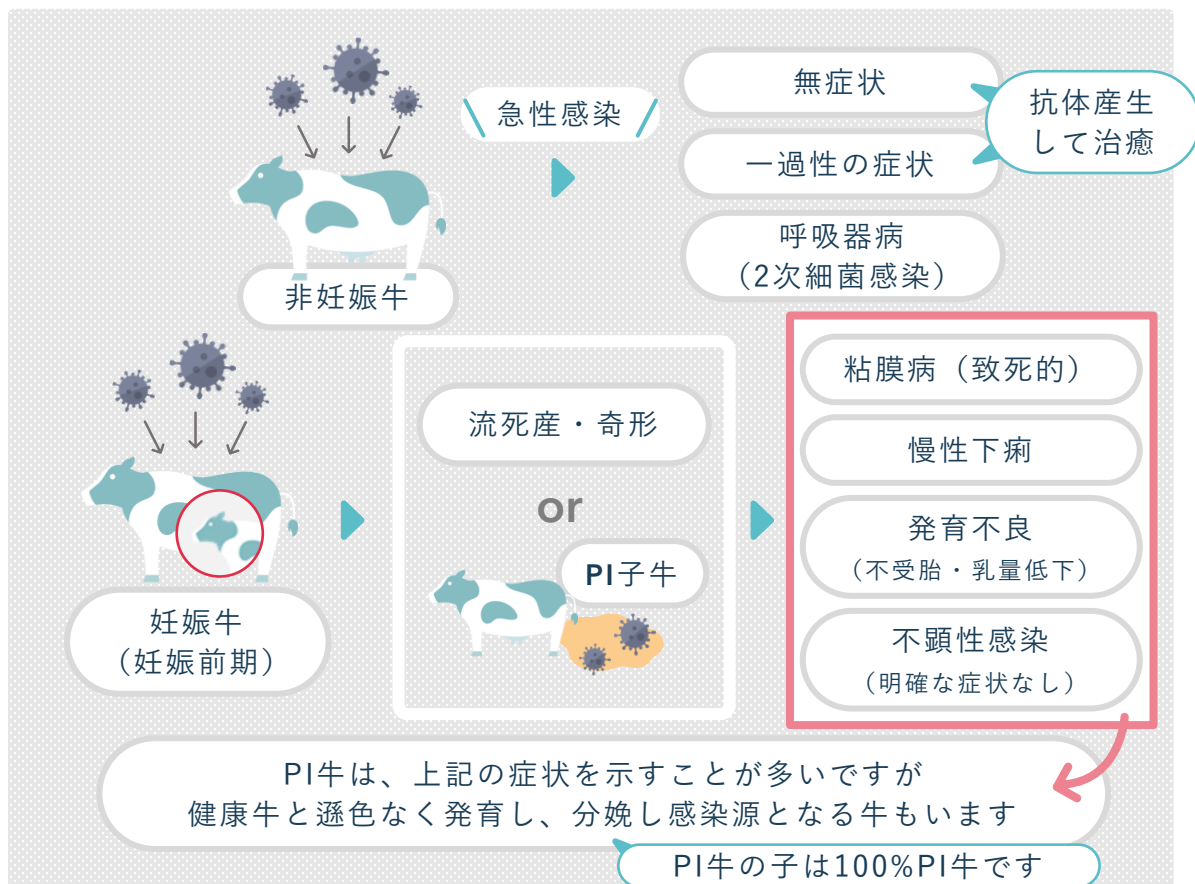 急性感染
無症状
一過性の症状
抗体産生
して治癒
呼吸器病
（2次細菌感染）
非妊娠牛
妊娠牛
（妊娠前期）
流死産・奇形
or
PI子牛
粘膜病（致死的）
慢性下痢
発育不良
（不受胎・乳量低下）
不顕性感染
（明確な症状なし）
PI牛は、上記の症状を示すことが多いですが
健康牛と遜色なく発育し、分娩し感染源となる牛もいます
PI牛の子は100%PI牛です